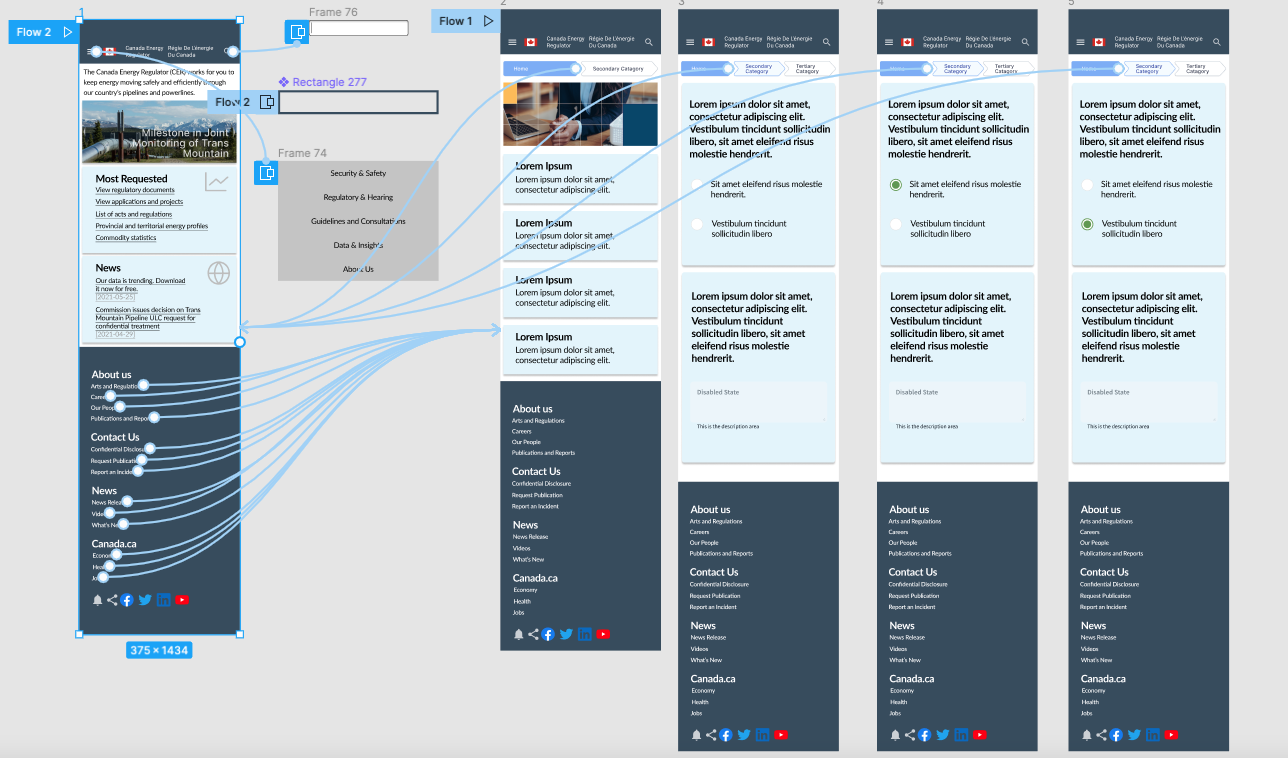 1
Frame 76
Flow 2
Canada Energy
Regulator
Régie De L'énergie
Du Canada
The Canada Energy Regulator (CER) works for you to
keep energy moving safely and efficiently through
our country's pipelines and powerlines.
Milestone in Joint
Monitoring of Trans
Mountain
Most Requested
View regulatory documents
View applications and projects
List of acts and regulations
Provincial and territorial energy profiles
Commodity statistics
News
Our data is trending. Download
it now for free.
[2021-05-25]
Commission issues decision on Trans
Mountain Pipeline ULC request for
confidential treatment
[2021-04-29]
About us
Arts and Regulatio
Caree
Our Peop
Publications and Repor
Contact Us
Confidential Disclosu
Request Publicati
Report an Incide
News
News Relea
Vide
What's Ne
Canada.ca
Econo
Hea
Jo
375 × 1434
Rectangle 277
Flow 2
Frame 74
Security & Safety
Regulatory & Hearing
Guidelines and Consultations
Data & Insights
About Us
Flow 1
2
Canada Energy
Regulator
Régie De L'énergie
Du Canada
Home
Secondary Catagory
Lorem Ipsum
Lorem ipsum dolor sit amet,
consectetur adipiscing elit.
Lorem Ipsum
Lorem ipsum dolor sit amet,
consectetur adipiscing elit.
Lorem Ipsum
Lorem ipsum dolor sit amet,
consectetur adipiscing elit.
Lorem Ipsum
Lorem ipsum dolor sit amet,
consectetur adipiscing elit.
About us
Arts and Regulations
Careers
Our People
Publications and Reports
Contact Us
Confidential Disclosure
Request Publication
Report an Incident
News
News Release
Videos
What's New
Canada.ca
Economy
Health
Jobs
3
Canada Energy
Regulator
Régie De L'énergie
Du Canada
Home
Secondary
Category
Tertiary
Category
Lorem ipsum dolor sit amet,
consectetur adipiscing elit.
Vestibulum tincidunt sollicitudin
libero, sit amet eleifend risus
molestie hendrerit.
Sit amet eleifend risus molestie
hendrerit.
Vestibulum tincidunt
sollicitudin libero
Lorem ipsum dolor sit amet,
consectetur adipiscing elit.
Vestibulum tincidunt
sollicitudin libero, sit amet
eleifend risus molestie
hendrerit.
Disabled State
This is the description area
About us
Arts and Regulations
Careers
Our People
Publications and Reports
Contact Us
Confidential Disclosure
Request Publication
Report an Incident
News
News Release
Videos
What's New
Canada.ca
Economy
Health
Jobs
4
Canada Energy
Regulator
Régie De L'énergie
Du Canada
Home
Secondary
Category
Tertiary
Category
Lorem ipsum dolor sit amet,
consectetur adipiscing elit.
Vestibulum tincidunt sollicitudin
libero, sit amet eleifend risus
molestie hendrerit.
Sit amet eleifend risus molestie
hendrerit.
Vestibulum tincidunt
sollicitudin libero
Lorem ipsum dolor sit amet,
consectetur adipiscing elit.
Vestibulum tincidunt
sollicitudin libero, sit amet
eleifend risus molestie
hendrerit.
Disabled State
This is the description area
About us
Arts and Regulations
Careers
Our People
Publications and Reports
Contact Us
Confidential Disclosure
Request Publication
Report an Incident
News
News Release
Videos
What's New
Canada.ca
Economy
Health
Jobs
5
Canada Energy
Regulator
Régie De L'énergie
Du Canada
Home
Secondary
Category
Tertiary
Category
Lorem ipsum dolor sit amet,
consectetur adipiscing elit.
Vestibulum tincidunt sollicitudin
libero, sit amet eleifend risus
molestie hendrerit.
Sit amet eleifend risus molestie
hendrerit.
Vestibulum tincidunt
sollicitudin libero
Lorem ipsum dolor sit amet,
consectetur adipiscing elit.
Vestibulum tincidunt
sollicitudin libero, sit amet
eleifend risus molestie
hendrerit.
Disabled State
This is the description area
About us
Arts and Regulations
Careers
Our People
Publications and Reports
Contact Us
Confidential Disclosure
Request Publication
Report an Incident
News
News Release
Videos
What's New
Canada.ca
Economy
Health
Jobs